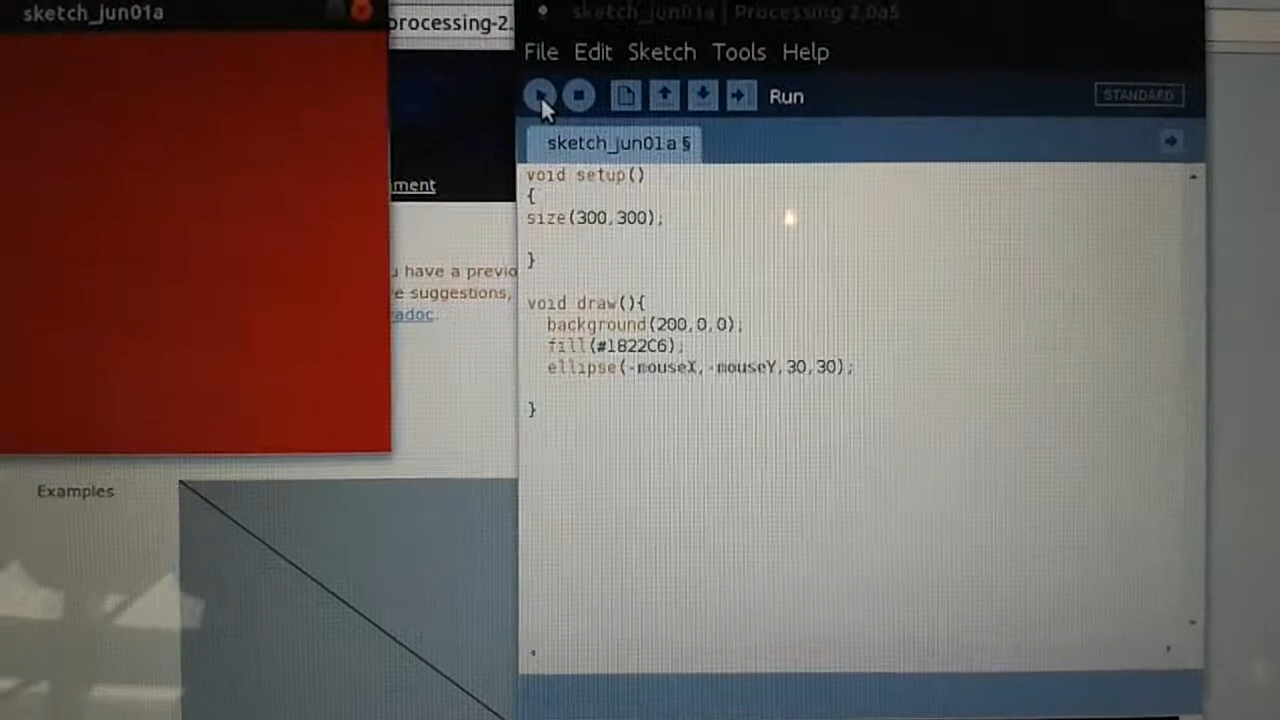 sketch_jun01a
processing-2.
sketch_jun01a | Processing 2.0a5
File Edit Sketch Tools Help
Run
STANDARD
sketch_jun01a §
void setup()
{
size(300,300);
}
void draw(){
background(200,0,0);
fill(#1822C6);
ellipse(-mouseX,-mouseY,30,30);
}
ment
u have a previo
e suggestions,
adoc.
Examples